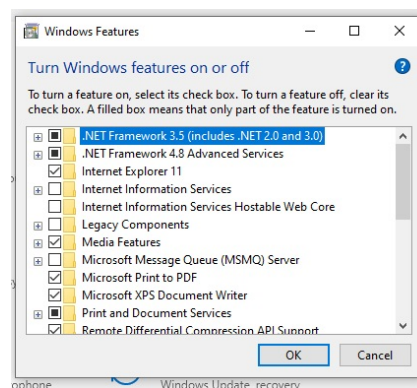 Windows Features
Turn Windows features on or off
To turn a feature on, select its check box. To turn a feature off, clear its
check box. A filled box means that only part of the feature is turned on.
.NET Framework 3.5 (includes .NET 2.0 and 3.0)
.NET Framework 4.8 Advanced Services
Internet Explorer 11
Internet Information Services
Internet Information Services Hostable Web Core
Legacy Components
Media Features
Microsoft Message Queue (MSMQ) Server
Microsoft Print to PDF
Microsoft XPS Document Writer
Print and Document Services
Remote Differential Compression API Support
OK Cancel
Windows Update, recovery